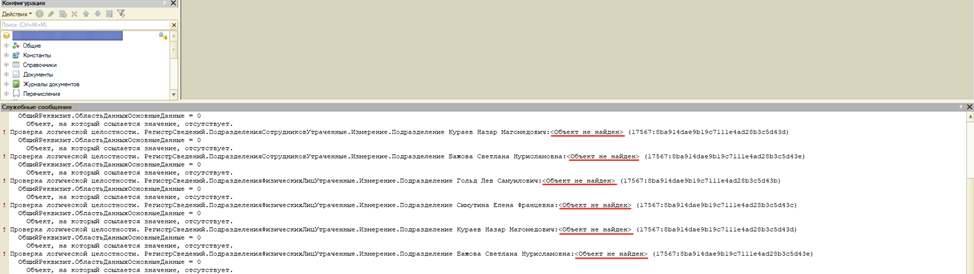 Конфигурация
Действия
Поиск (Ctrl+Alt+M)
Общие
Константы
Справочники
Документы
Журналы документов
Перечисления
Служебные сообщения
ОбщийРеквизит.ОбластьДанныхОсновныеДанные = 0
Объект, на который ссылается значение, отсутствует.
! Проверка логической целостности. РегистрСведений.ПодразделенияСотрудниковУтраченные.Измерение.Подразделение Кураев Назар Магомедович:<Объект не найден> (17567:8ba914dae9b19c7111e4ad28b3c5d43d)
ОбщийРеквизит.ОбластьДанныхОсновныеДанные = 0
Объект, на который ссылается значение, отсутствует.
! Проверка логической целостности. РегистрСведений.ПодразделенияСотрудниковУтраченные.Измерение.Подразделение Бажова Светлана Нурислановна:<Объект не найден> (17567:8ba914dae9b19c7111e4ad28b3c5d43e)
ОбщийРеквизит.ОбластьДанныхОсновныеДанные = 0
Объект, на который ссылается значение, отсутствует.
! Проверка логической целостности. РегистрСведений.ПодразделенияФизическихЛицУтраченные.Измерение.Подразделение Гольд Лев Самуилович:<Объект не найден> (17567:8ba914dae9b19c7111e4ad28b3c5d43b)
ОбщийРеквизит.ОбластьДанныхОсновныеДанные = 0
Объект, на который ссылается значение, отсутствует.
! Проверка логической целостности. РегистрСведений.ПодразделенияФизическихЛицУтраченные.Измерение.Подразделение Симутина Елена Францевна:<Объект не найден> (17567:8ba914dae9b19c7111e4ad28b3c5d43c)
ОбщийРеквизит.ОбластьДанныхОсновныеДанные = 0
Объект, на который ссылается значение, отсутствует.
! Проверка логической целостности. РегистрСведений.ПодразделенияФизическихЛицУтраченные.Измерение.Подразделение Кураев Назар Магомедович:<Объект не найден> (17567:8ba914dae9b19c7111e4ad28b3c5d43d)
ОбщийРеквизит.ОбластьДанныхОсновныеДанные = 0
Объект, на который ссылается значение, отсутствует.
! Проверка логической целостности. РегистрСведений.ПодразделенияФизическихЛицУтраченные.Измерение.Подразделение Бажова Светлана Нурислановна:<Объект не найден> (17567:8ba914dae9b19c7111e4ad28b3c5d43e)
ОбщийРеквизит.ОбластьДанныхОсновныеДанные = 0
Объект, на который ссылается значение, отсутствует.